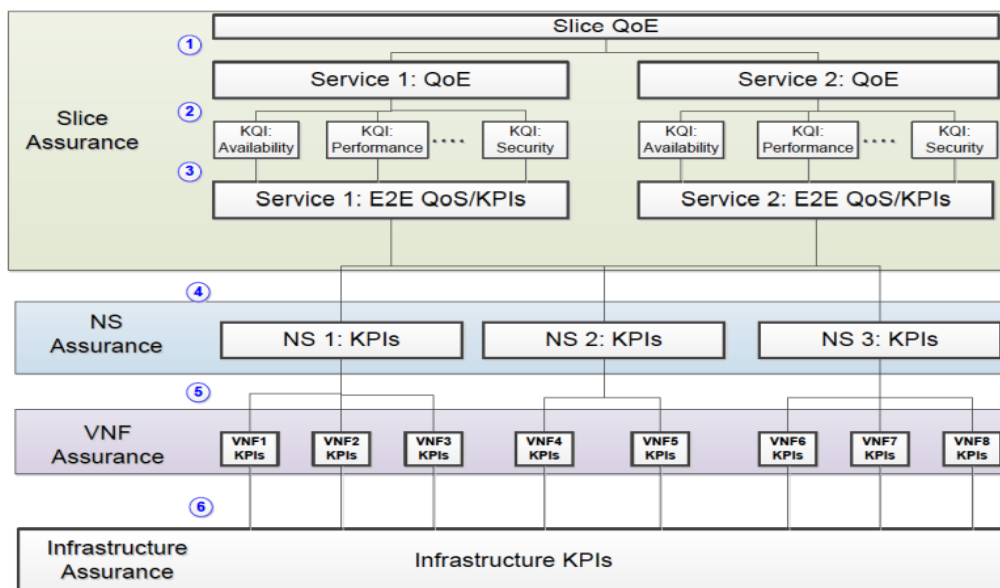 Slice QoE
1
Service 1: QoE
Service 2: QoE
Slice
Assurance
2
KQI:
Availability
KQI:
Performance
....
KQI:
Security
KQI:
Availability
KQI:
Performance
....
KQI:
Security
3
Service 1: E2E QoS/KPIs
Service 2: E2E QoS/KPIs
4
NS
Assurance
NS 1: KPIs
NS 2: KPIs
NS 3: KPIs
5
VNF
Assurance
VNF1
KPIs
VNF2
KPIs
VNF3
KPIs
VNF4
KPIs
VNF5
KPIs
VNF6
KPIs
VNF7
KPIs
VNF8
KPIs
6
Infrastructure
Assurance
Infrastructure KPIs